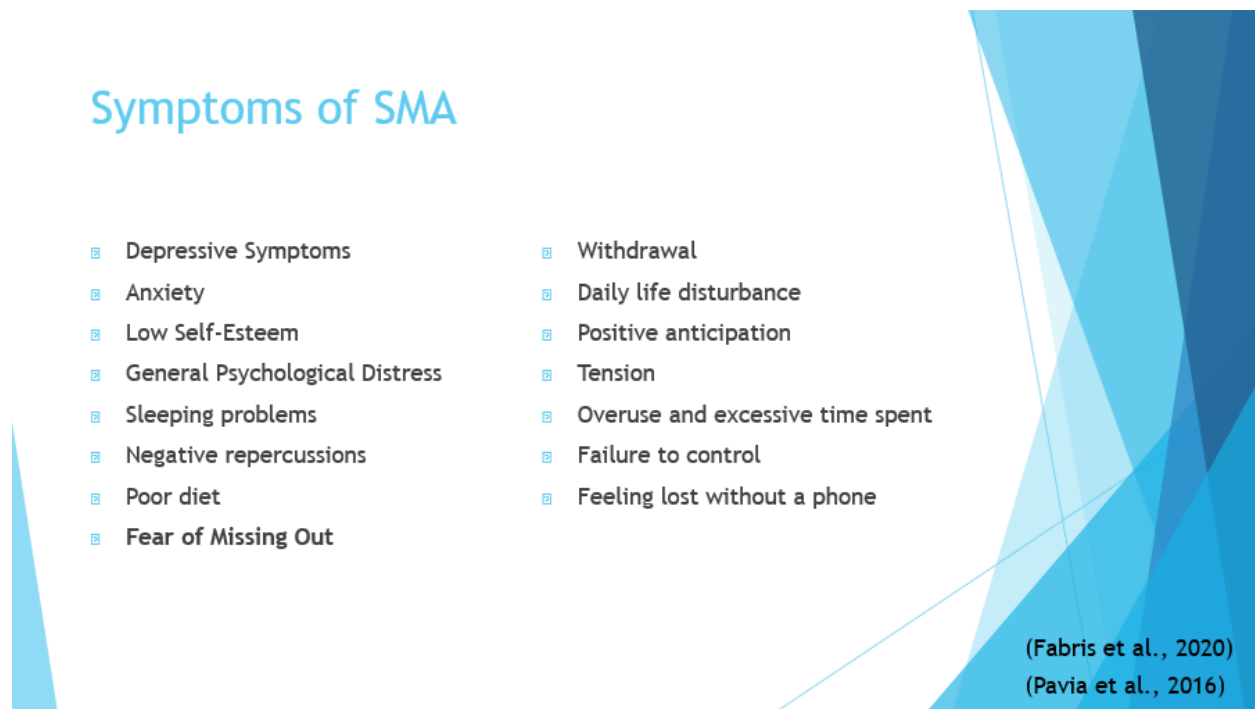 Symptoms of SMA
Depressive Symptoms
Anxiety
Low Self-Esteem
General Psychological Distress
Sleeping problems
Negative repercussions
Poor diet
Fear of Missing Out
Withdrawal
Daily life disturbance
Positive anticipation
Tension
Overuse and excessive time spent
Failure to control
Feeling lost without a phone
(Fabris et al., 2020)
(Pavia et al., 2016)